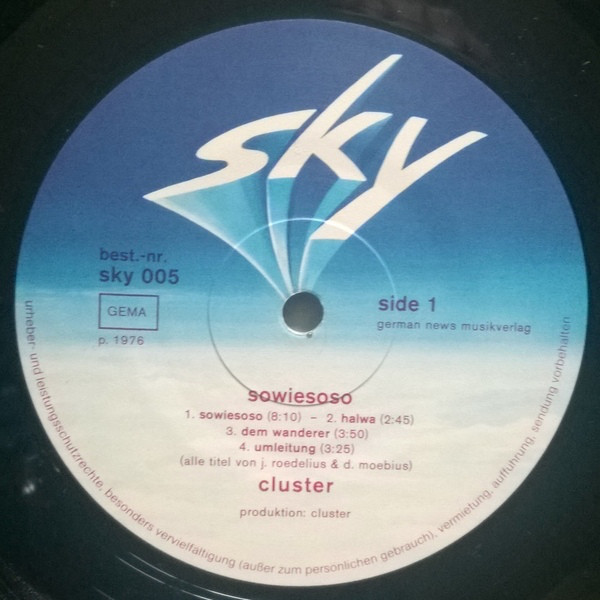 sky
best.-nr.
sky 005
GEMA
p. 1976
side 1
german news musikverlag
sowiesoso
1. sowiesoso (8:10) – 2. halwa (2:45)
3. dem wanderer (3:50)
4. umleitung (3:25)
(alle titel von j. roedelius & d. moebius)
cluster
produktion: cluster
urheber- und leistungsschutzrechte, besonders vervielfältigung (außer zum persönlichen gebrauch), vermietung, aufführung, sendung vorbehalten